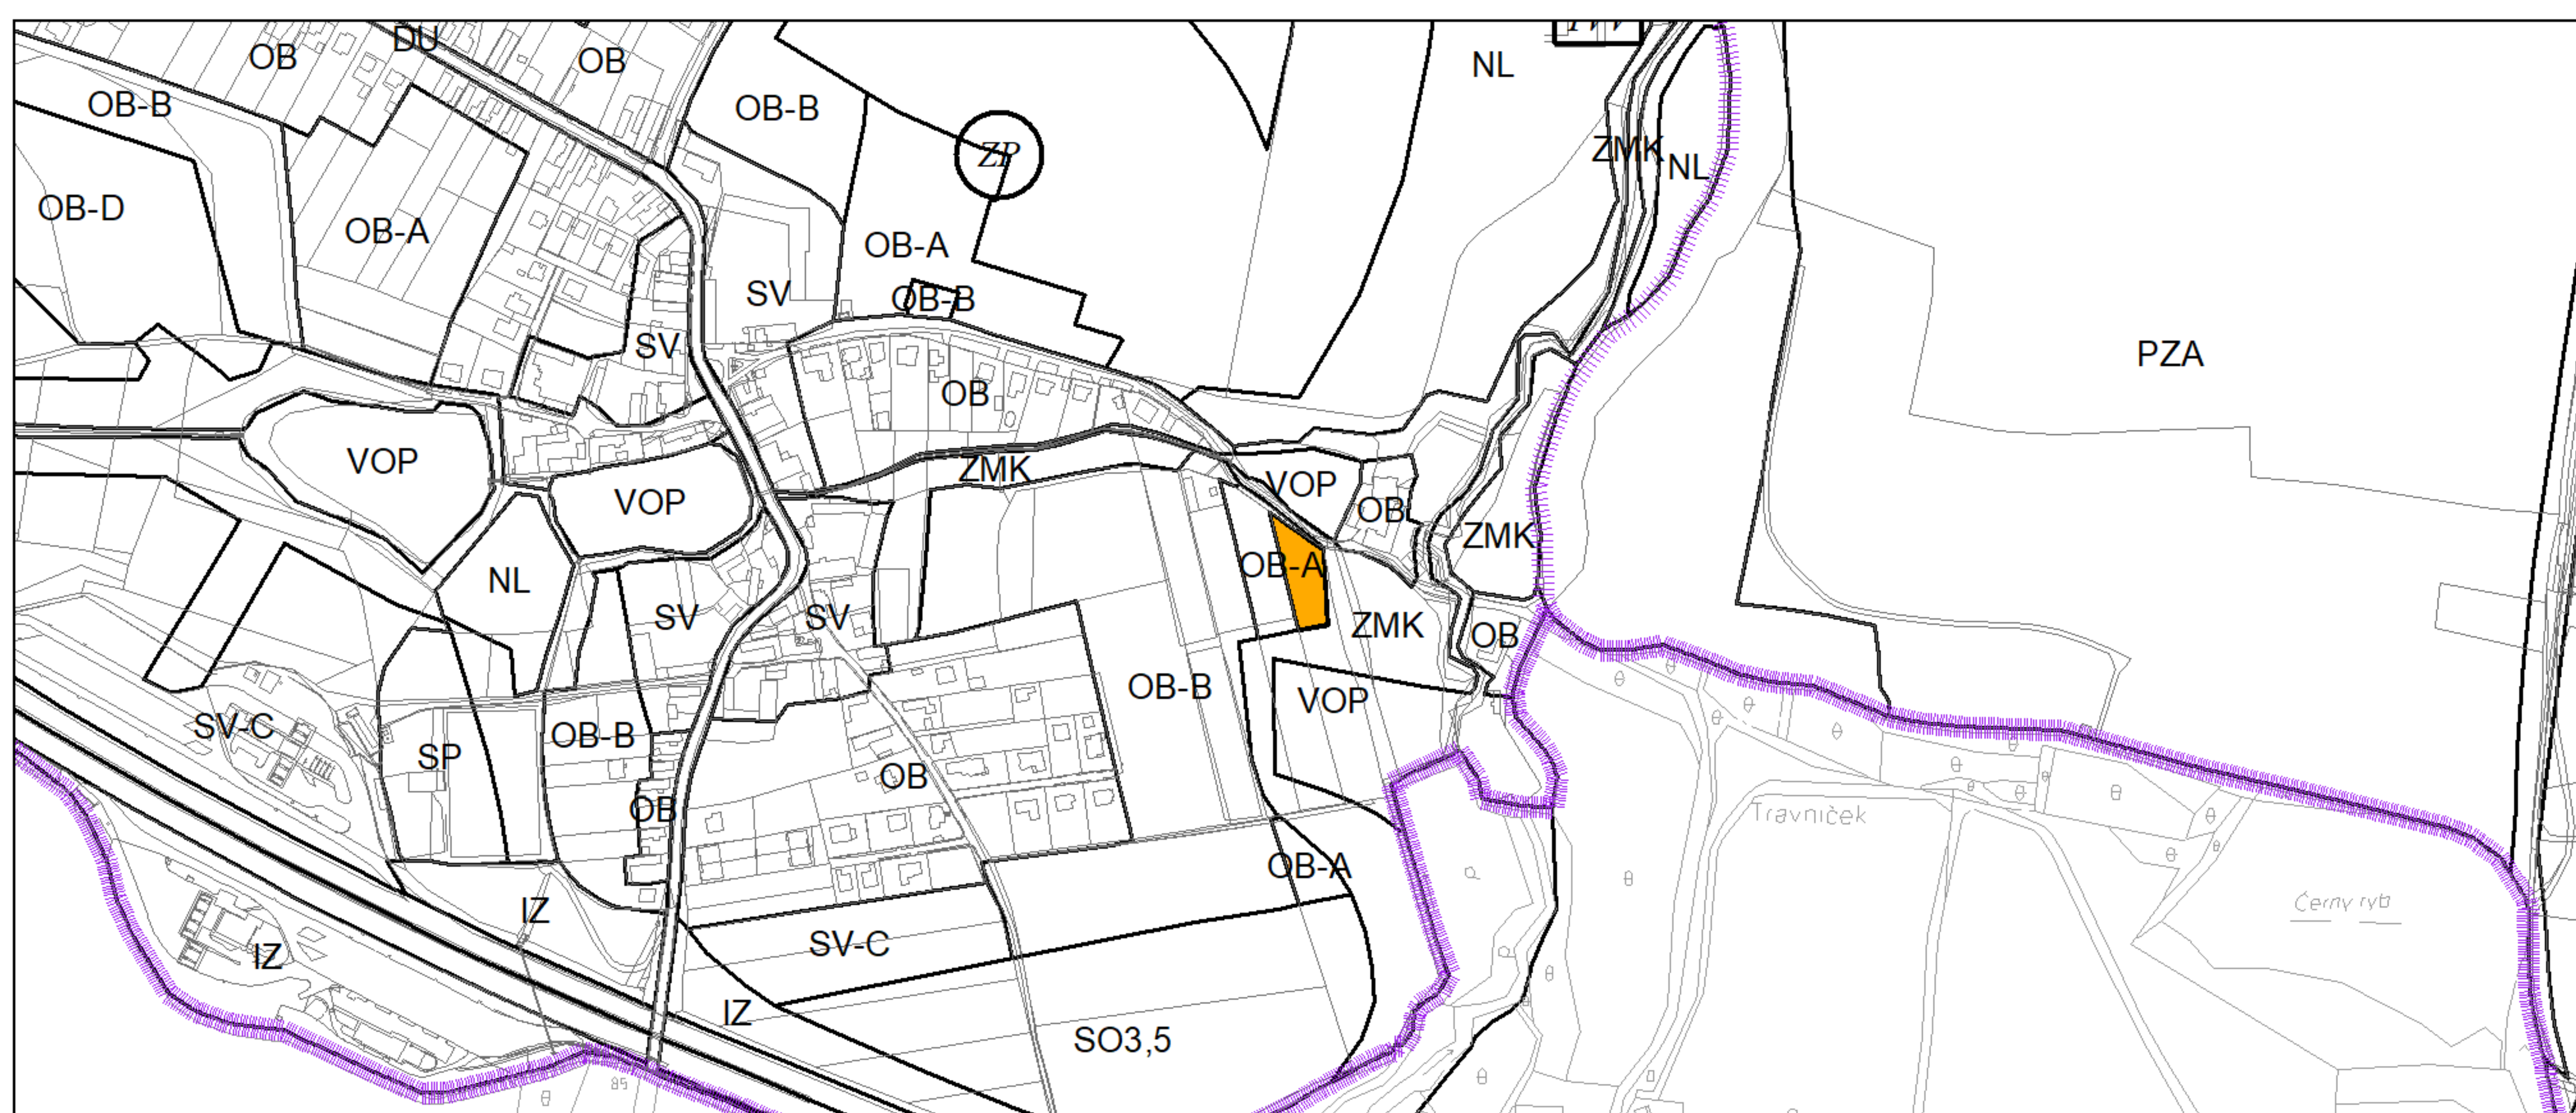 DU
OB
OB
NL
OB-B
OB-B
ZMK
ZP
NL
OB-D
OB-A
OB-A
SV
OB-B
SV
PZA
OB
VOP
ZMK
VOP
VOP
OB
ZMK
OB-A
NL
SV
SV
ZMK
OB
OB-B
VOP
SV-C
OB-B
SP
OB
OB
Travniček
OB-A
Černy ryb
IZ
SV-C
IZ
IZ
SO3,5
85